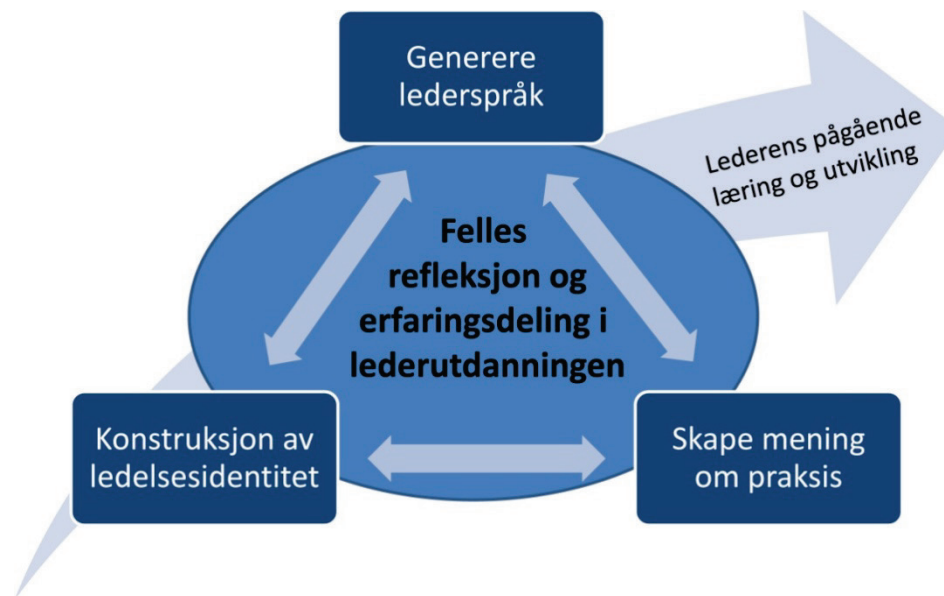 Generere
lederspråk
Lederens pågående
læring og utvikling
Felles
refleksjon og
erfaringsdeling i
lederutdanningen
Konstruksjon av
ledelsesidentitet
Skape mening
om praksis